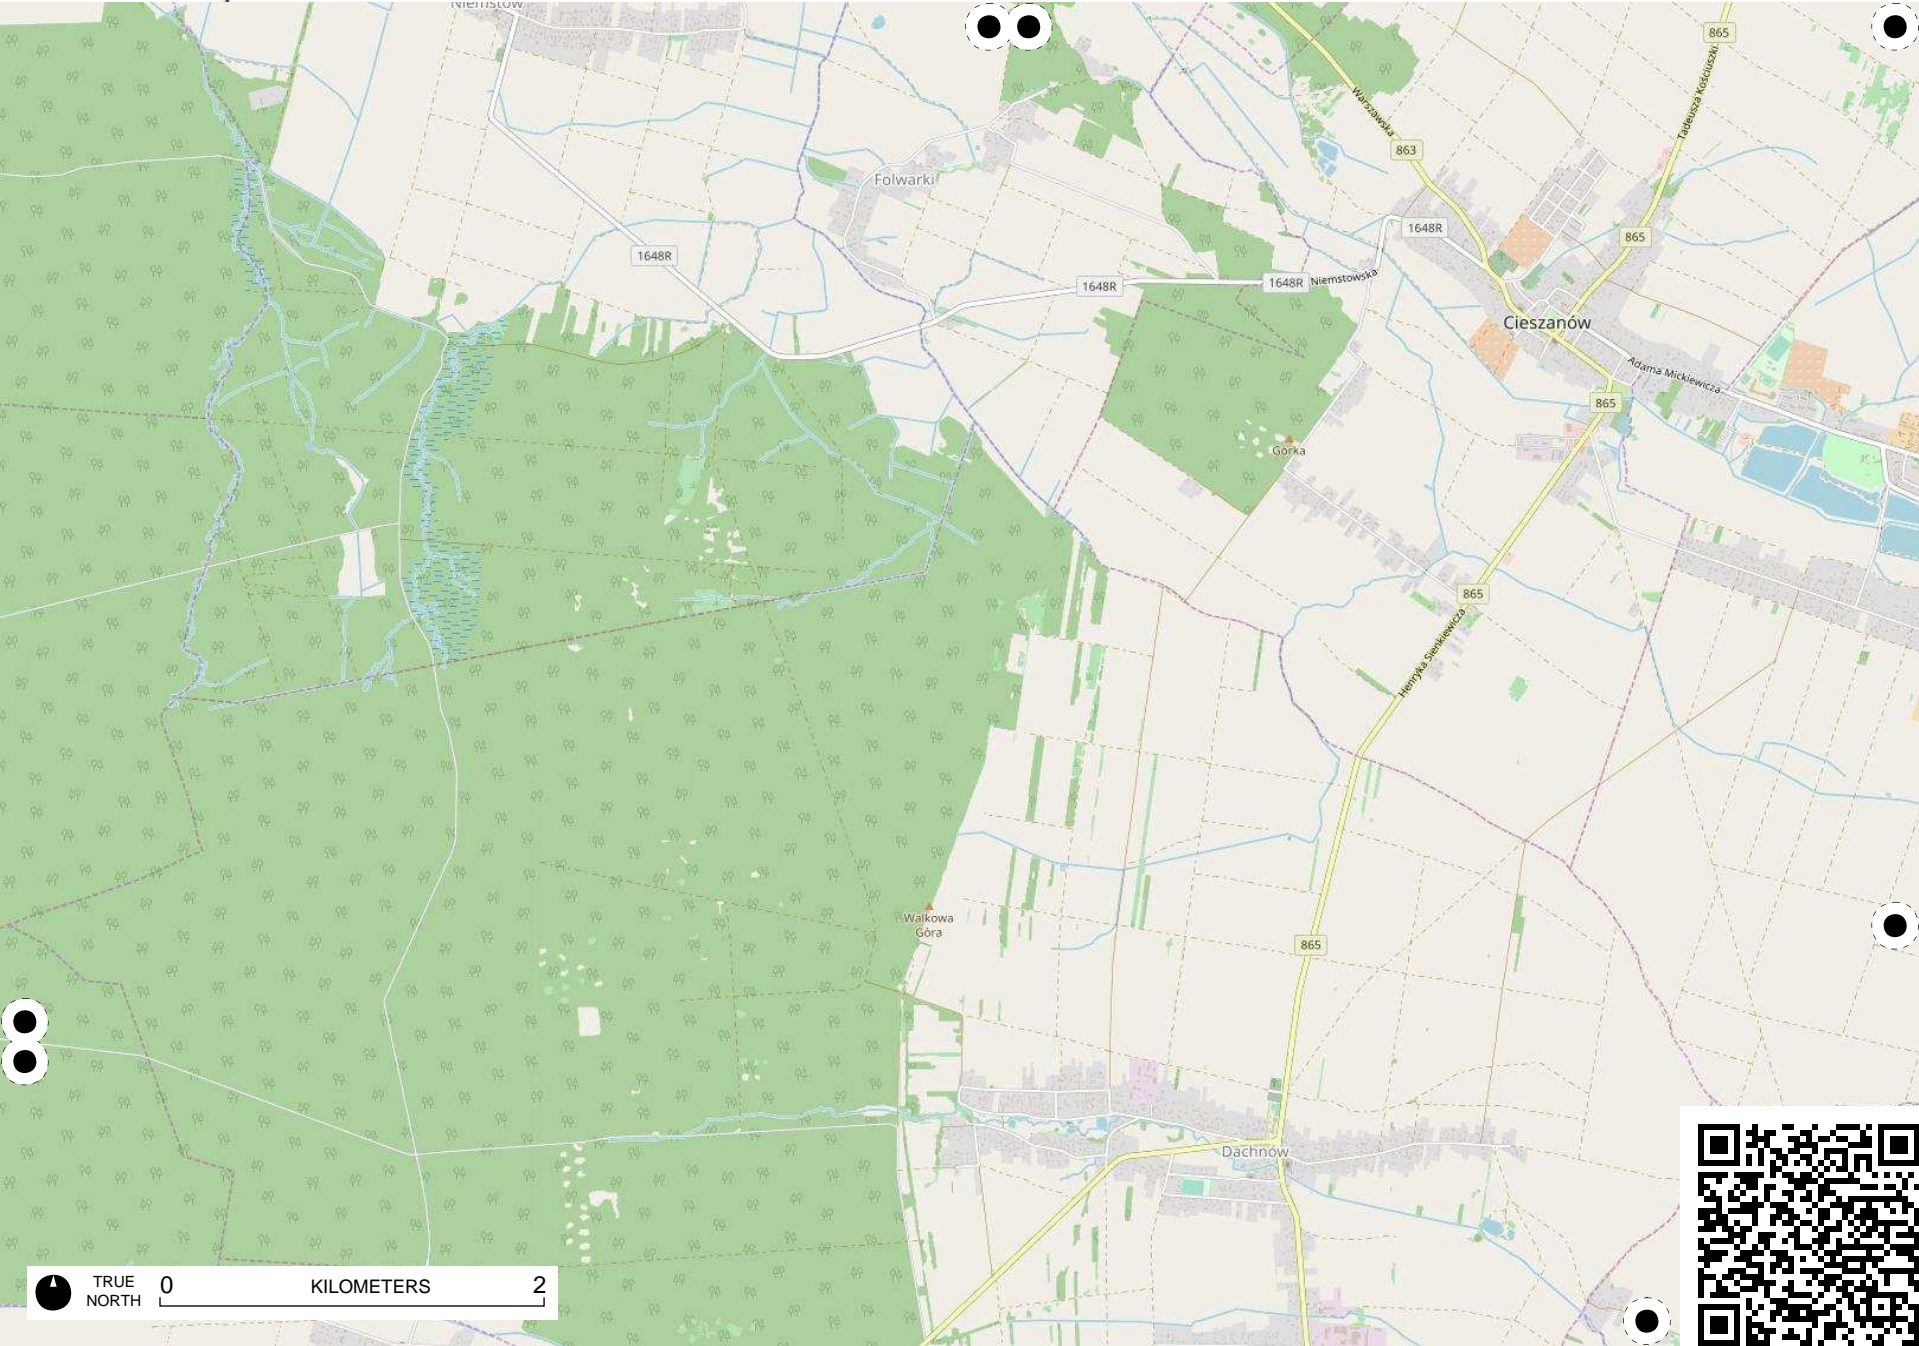 Niemstów
865
Tadeusza Kościuszki
Warszawska
863
Folwarki
1648R
865
1648R
1648R
1648R
Niemstowska
Cieszanów
Adama Mickiewicza
865
Górka
865
Henryka Sienkiewicza
Walkowa
Góra
865
Dachnów
TRUE
NORTH
0
KILOMETERS
2